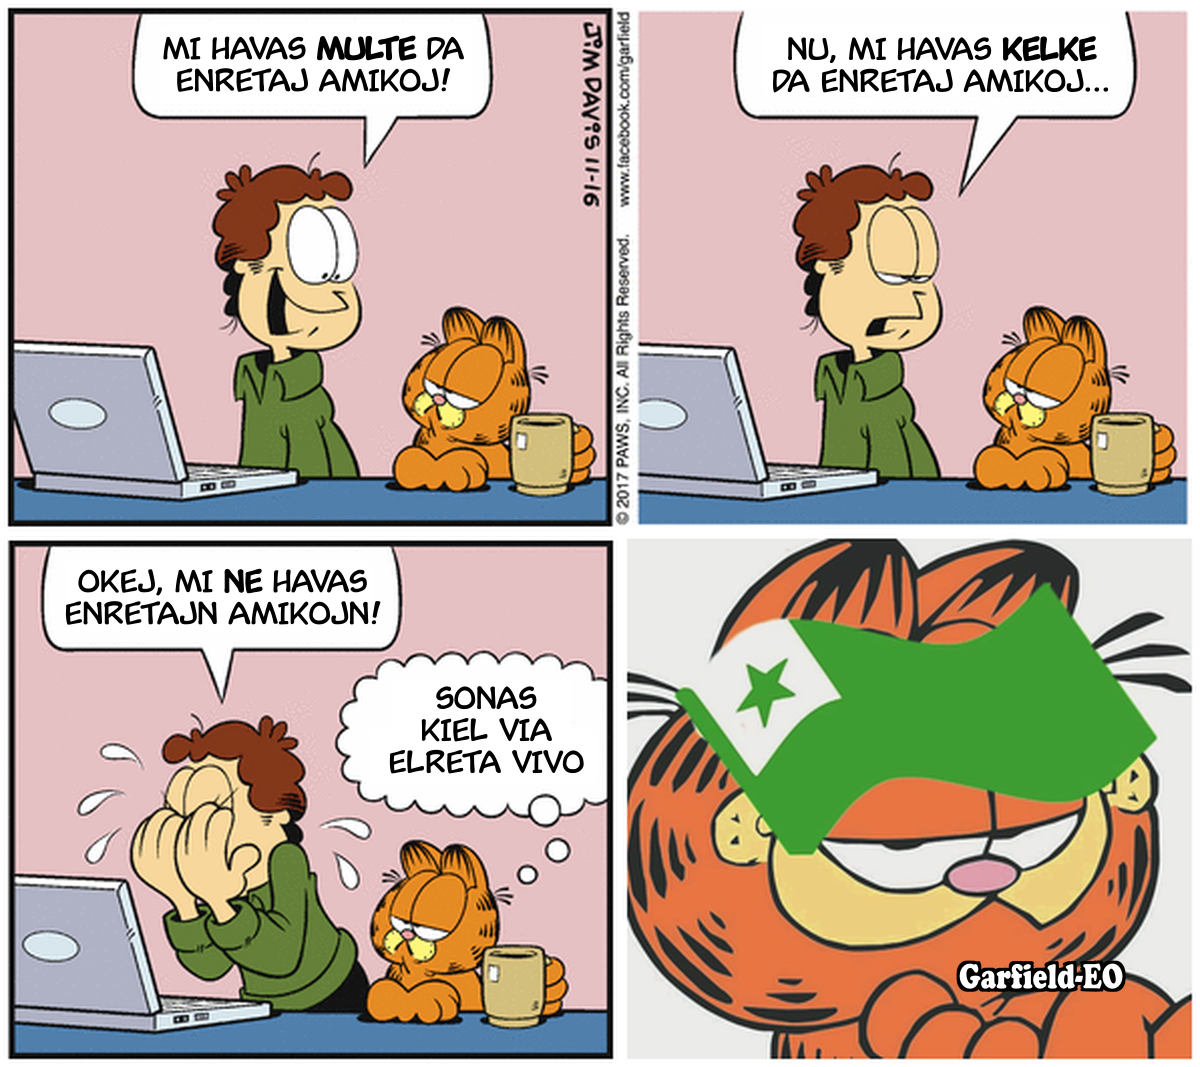 MI HAVAS MULTE DA
ENRETAJ AMIKOJ!
JIM DAVIS 11-16
© 2017 PAWS, INC. All Rights Reserved. www.facebook.com/garfield
NU, MI HAVAS KELKE
DA ENRETAJ AMIKOJ...
OKEJ, MI NE HAVAS
ENRETAJN AMIKOJN!
SONAS
KIEL VIA
ELRETA VIVO
Garfield-EO